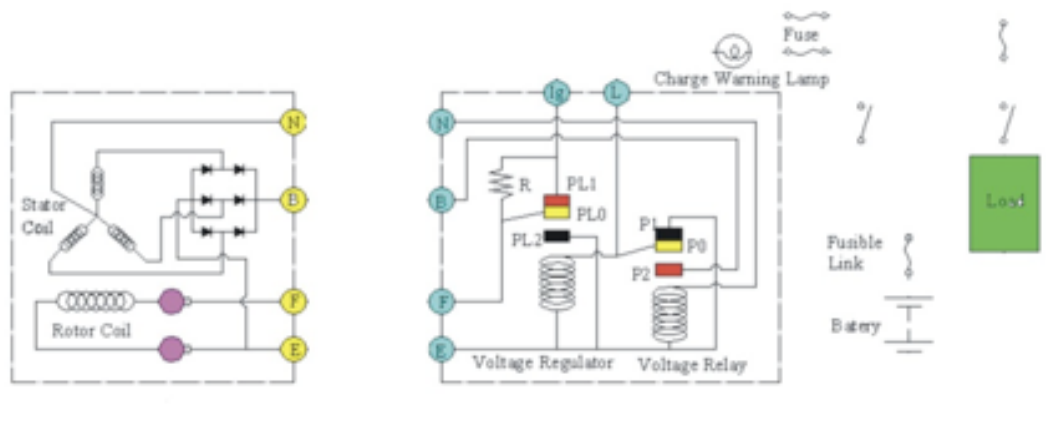 Fuse
Charge Warning Lamp
Ig
L
N
N
Stator
Coil
R
PL1
PL0
B
B
Load
P1
P0
PL2
P2
Fusible
Link
F
F
Rotor Coil
Batery
E
E
Voltage Regulator
Voltage Relay